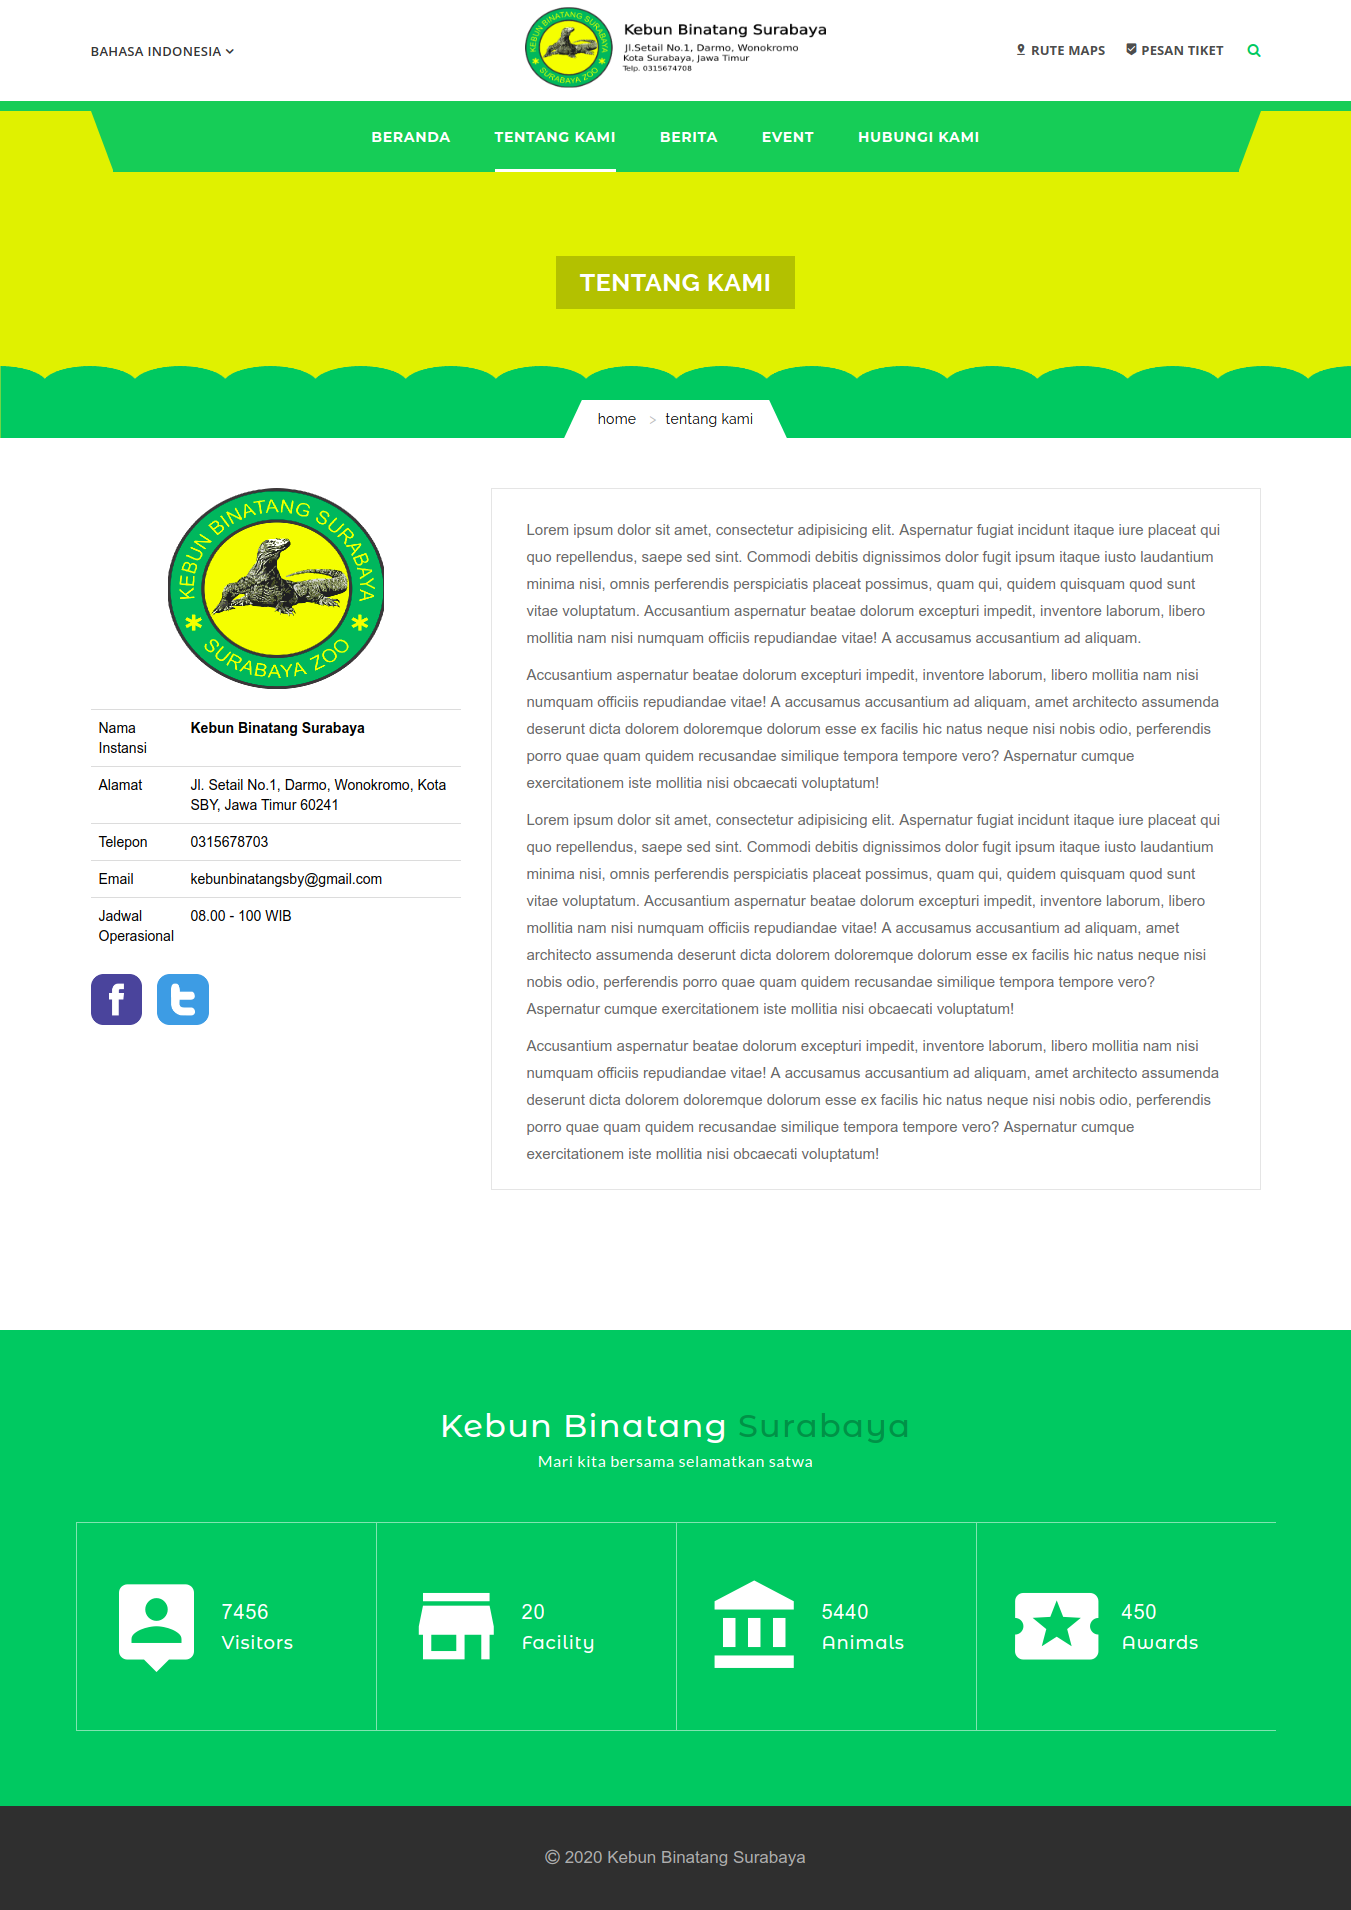 BAHASA INDONESIA
KEBUN BINATANG SURABAYA
SURABAYA ZOO
Kebun Binatang Surabaya
Jl.Setail No.1, Darmo, Wonokromo
Kota Surabaya, Jawa Timur
Telp. 0315674708
RUTE MAPS PESAN TIKET
BERANDA TENTANG KAMI BERITA EVENT HUBUNGI KAMI
TENTANG KAMI
home > tentang kami
KEBUN BINATANG SURABAYA
SURABAYA ZOO
Nama Instansi Kebun Binatang Surabaya
Alamat Jl. Setail No.1, Darmo, Wonokromo, Kota
SBY, Jawa Timur 60241
Telepon 0315678703
Email kebunbinatangsby@gmail.com
Jadwal Operasional 08.00 - 100 WIB
Lorem ipsum dolor sit amet, consectetur adipisicing elit. Aspernatur fugiat incidunt itaque iure placeat qui
quo repellendus, saepe sed sint. Commodi debitis dignissimos dolor fugit ipsum itaque iusto laudantium
minima nisi, omnis perferendis perspiciatis placeat possimus, quam qui, quidem quisquam quod sunt
vitae voluptatum. Accusantium aspernatur beatae dolorum excepturi impedit, inventore laborum, libero
mollitia nam nisi numquam officiis repudiandae vitae! A accusamus accusantium ad aliquam.
Accusantium aspernatur beatae dolorum excepturi impedit, inventore laborum, libero mollitia nam nisi
numquam officiis repudiandae vitae! A accusamus accusantium ad aliquam, amet architecto assumenda
deserunt dicta dolorem doloremque dolorum esse ex facilis hic natus neque nisi nobis odio, perferendis
porro quae quam quidem recusandae similique tempora tempore vero? Aspernatur cumque
exercitationem iste mollitia nisi obcaecati voluptatum!
Lorem ipsum dolor sit amet, consectetur adipisicing elit. Aspernatur fugiat incidunt itaque iure placeat qui
quo repellendus, saepe sed sint. Commodi debitis dignissimos dolor fugit ipsum itaque iusto laudantium
minima nisi, omnis perferendis perspiciatis placeat possimus, quam qui, quidem quisquam quod sunt
vitae voluptatum. Accusantium aspernatur beatae dolorum excepturi impedit, inventore laborum, libero
mollitia nam nisi numquam officiis repudiandae vitae! A accusamus accusantium ad aliquam, amet
architecto assumenda deserunt dicta dolorem doloremque dolorum esse ex facilis hic natus neque nisi
nobis odio, perferendis porro quae quam quidem recusandae similique tempora tempore vero?
Aspernatur cumque exercitationem iste mollitia nisi obcaecati voluptatum!
Accusantium aspernatur beatae dolorum excepturi impedit, inventore laborum, libero mollitia nam nisi
numquam officiis repudiandae vitae! A accusamus accusantium ad aliquam, amet architecto assumenda
deserunt dicta dolorem doloremque dolorum esse ex facilis hic natus neque nisi nobis odio, perferendis
porro quae quam quidem recusandae similique tempora tempore vero? Aspernatur cumque
exercitationem iste mollitia nisi obcaecati voluptatum!
Kebun Binatang Surabaya
Mari kita bersama selamatkan satwa
7456
Visitors
20
Facility
5440
Animals
450
Awards
© 2020 Kebun Binatang Surabaya